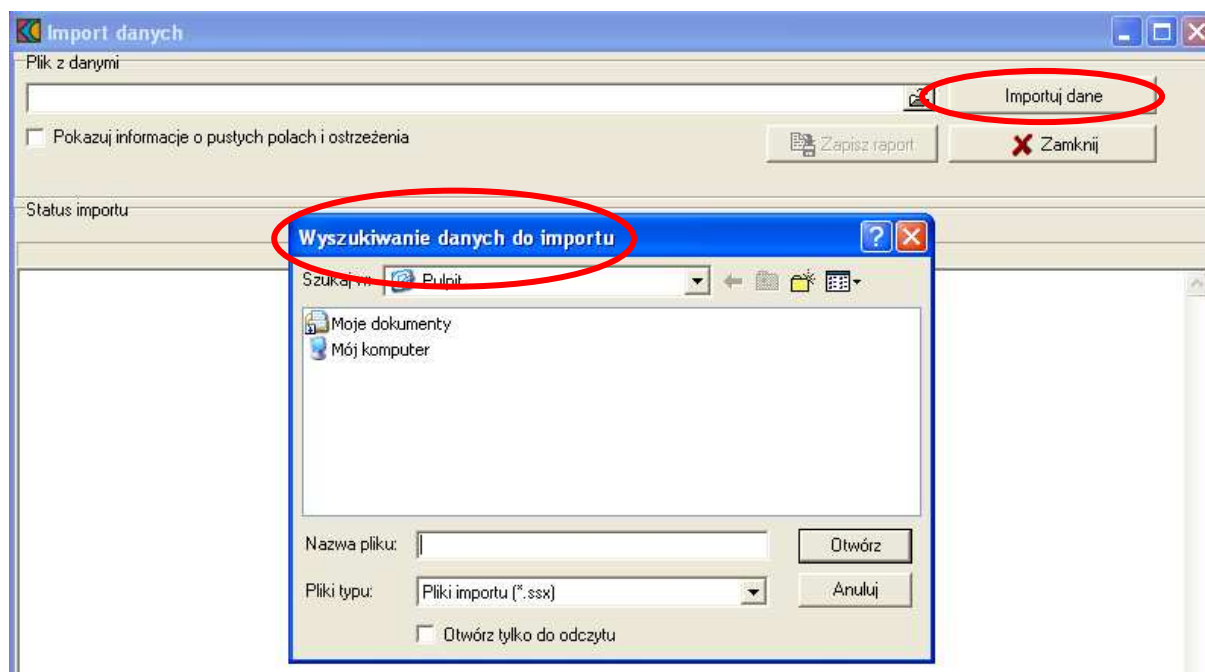 Import danych
Plik z danymi
Importuj dane
Pokazuj informacje o pustych polach i ostrzeżenia
Zapisz raport
Zamknij
Status importu
Wyszukiwanie danych do importu
Szukaj w: Pulpit
Moje dokumenty
Mój komputer
Nazwa pliku:
Otwórz
Pliki typu: Pliki importu (*.ssx)
Anuluj
Otwórz tylko do odczytu